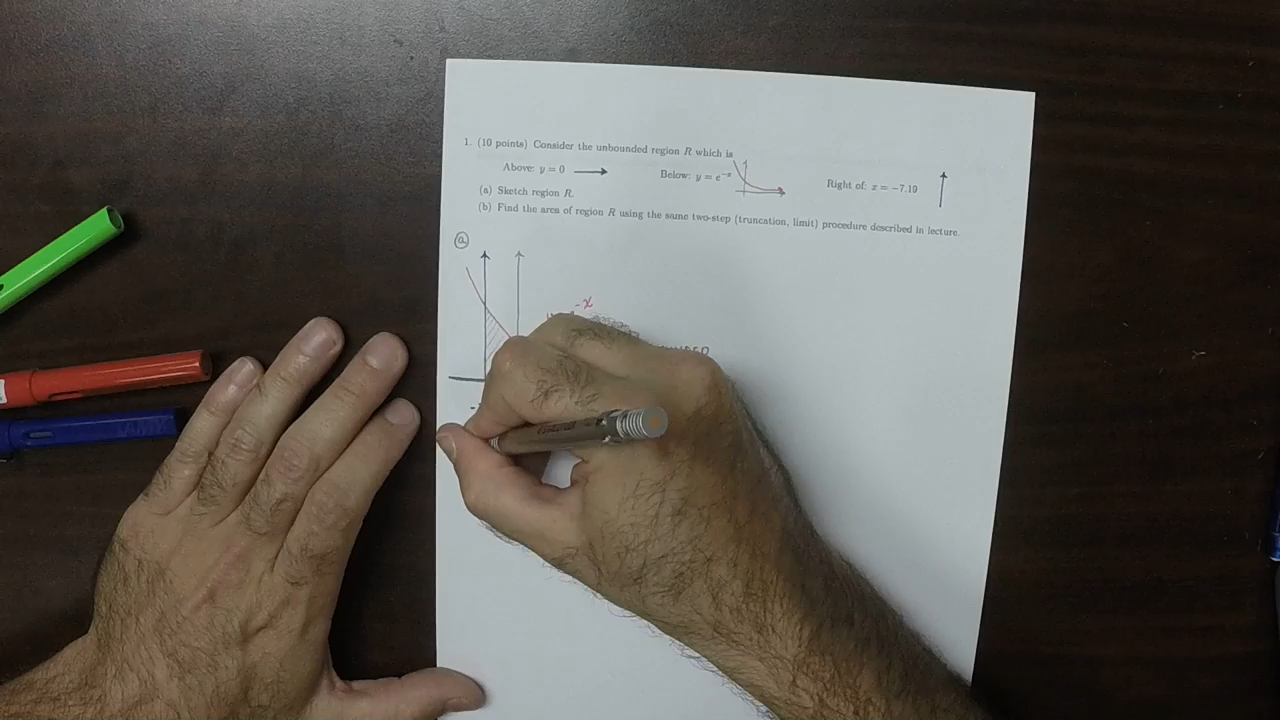 1. (10 points) Consider the unbounded region R which is
Above: y = 0 Below: y = e⁻ˣ Right of: x = −7.19
(a) Sketch region R.
(b) Find the area of region R using the same two-step (truncation, limit) procedure described in lecture.
(a)
-x